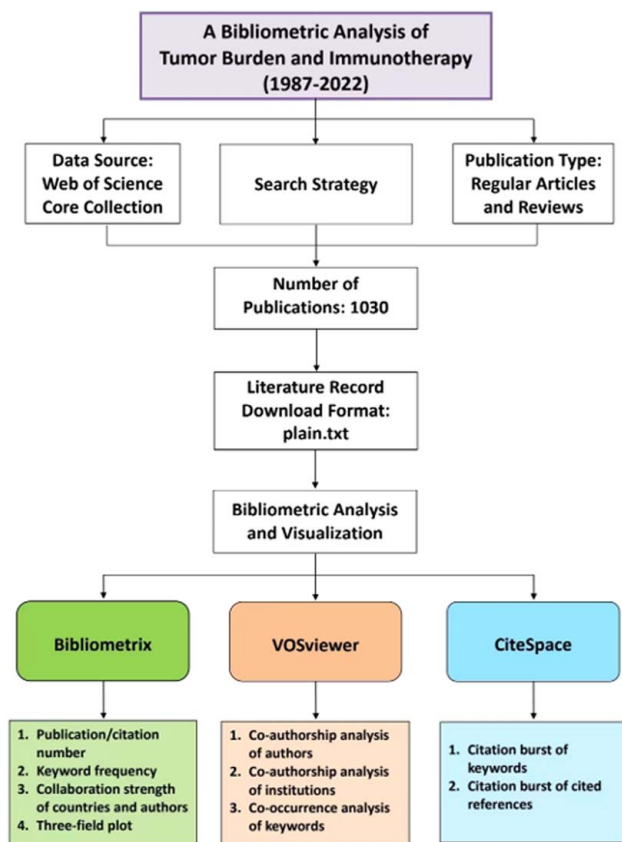 A Bibliometric Analysis of
Tumor Burden and Immunotherapy
(1987-2022)
Data Source:
Web of Science
Core Collection
Search Strategy
Publication Type:
Regular Articles
and Reviews
Number of
Publications: 1030
Literature Record
Download Format:
plain.txt
Bibliometric Analysis
and Visualization
Bibliometrix
VOSviewer
CiteSpace
1. Publication/citation
number
2. Keyword frequency
3. Collaboration strength
of countries and authors
4. Three-field plot
1. Co-authorship analysis
of authors
2. Co-authorship analysis
of institutions
3. Co-occurrence analysis
of keywords
1. Citation burst of
keywords
2. Citation burst of cited
references